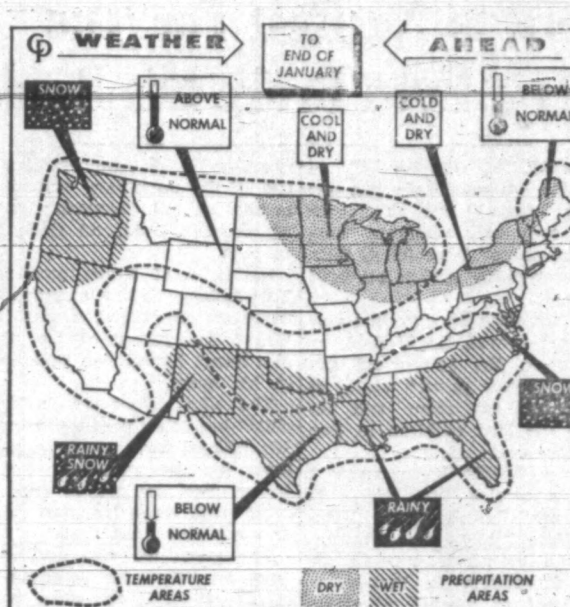 CP WEATHER
TO
END OF
JANUARY
AHEAD
SNOW
ABOVE
NORMAL
COOL
AND
DRY
COLD
AND
DRY
BELOW
NORMAL
SNOW
RAINY
SNOW
BELOW
NORMAL
RAINY
TEMPERATURE
AREAS
DRY
WET
PRECIPITATION
AREAS